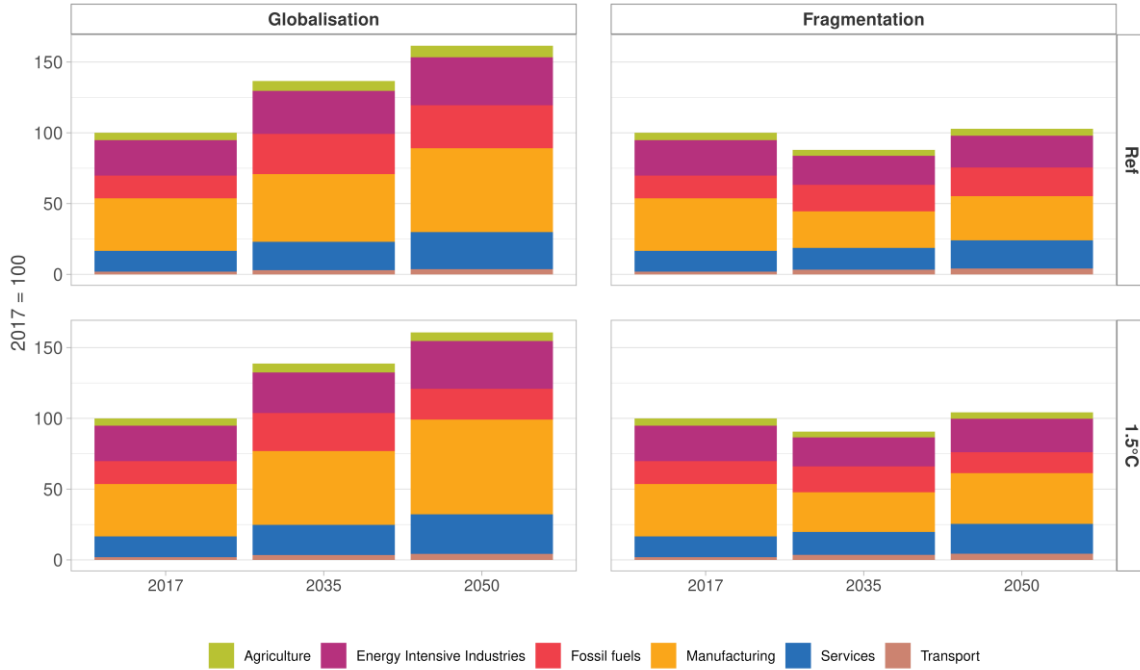 Globalisation
Fragmentation
150
100
50
0
Ref
2017 = 100
150
100
50
0
1.5°C
2017 2035 2050 2017 2035 2050
Agriculture Energy Intensive Industries Fossil fuels Manufacturing Services Transport